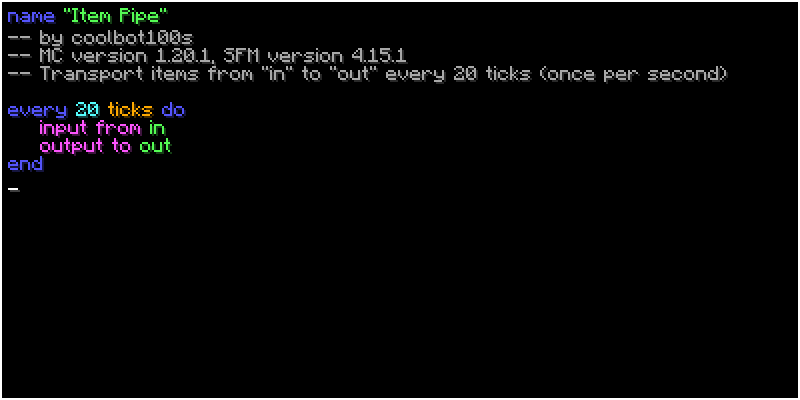 name "Item Pipe"
-- by coolbot100s
-- MC version 1.20.1, SFM version 4.15.1
-- Transport items from "in" to "out" every 20 ticks (once per second)

every 20 ticks do
    input from in
    output to out
end
_